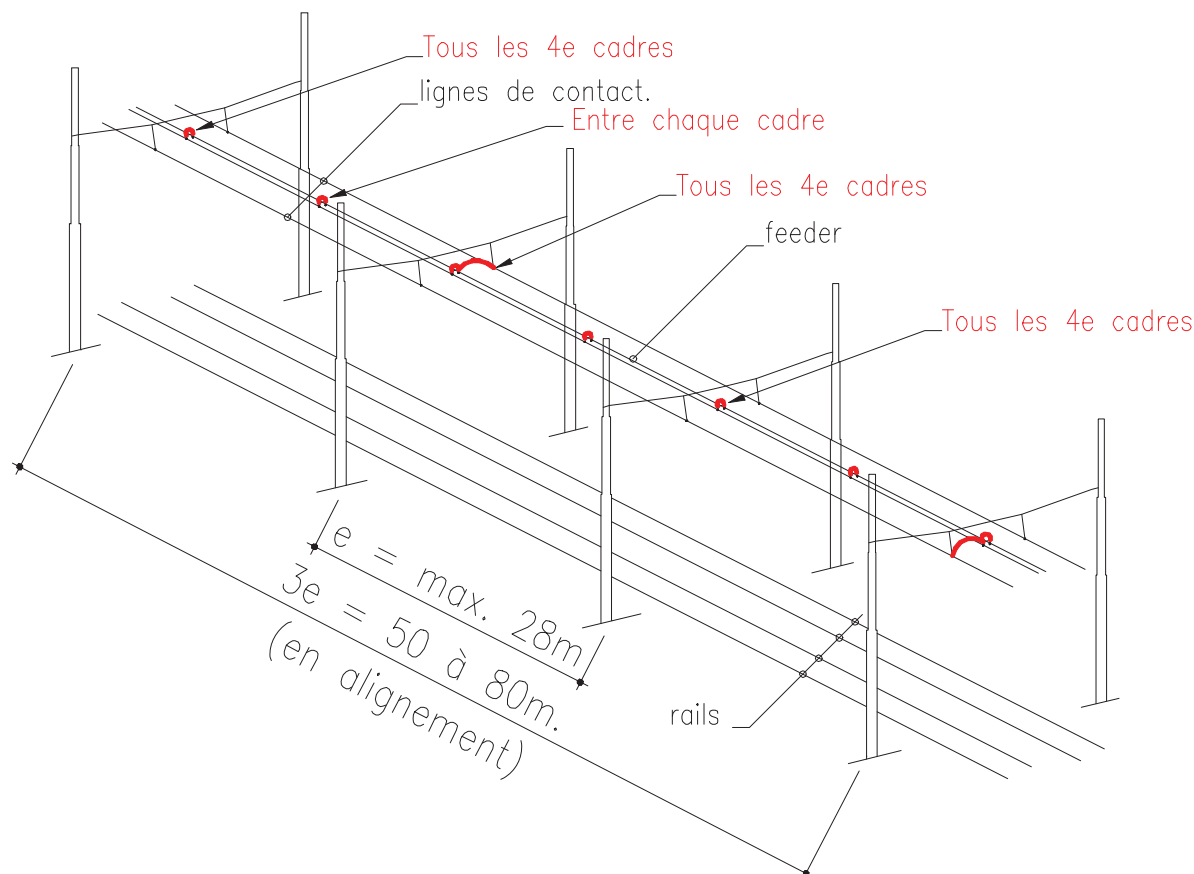 Tous les 4e cadres
lignes de contact.
Entre chaque cadre
Tous les 4e cadres
feeder
Tous les 4e cadres
e = max. 28m
3e = 50 à 80m.
(en alignement)
rails